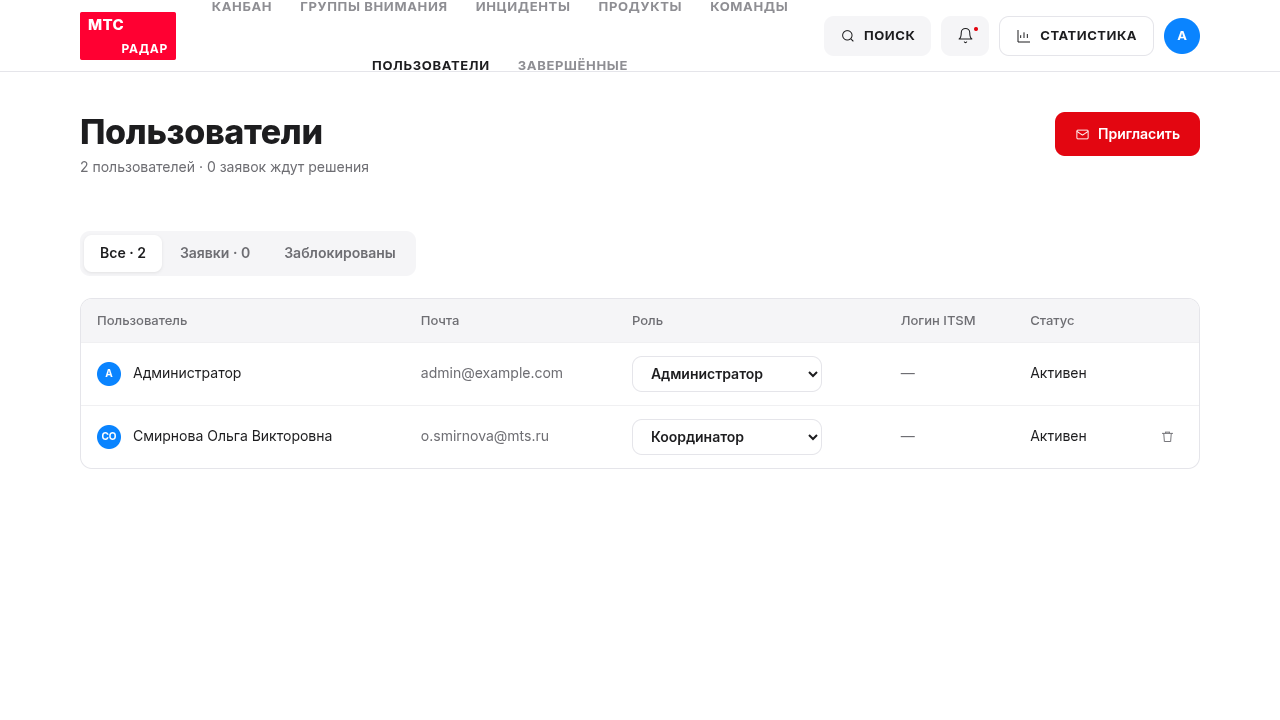 МТС
РАДАР
КАНБАН ГРУППЫ ВНИМАНИЯ ИНЦИДЕНТЫ ПРОДУКТЫ КОМАНДЫ
ПОЛЬЗОВАТЕЛИ ЗАВЕРШЁННЫЕ
ПОИСК
СТАТИСТИКА
A
Пользователи
2 пользователей · 0 заявок ждут решения
Пригласить
Все · 2 Заявки · 0 Заблокированы
Пользователь Почта Роль Логин ITSM Статус
А Администратор admin@example.com Администратор — Активен
СО Смирнова Ольга Викторовна o.smirnova@mts.ru Координатор — Активен